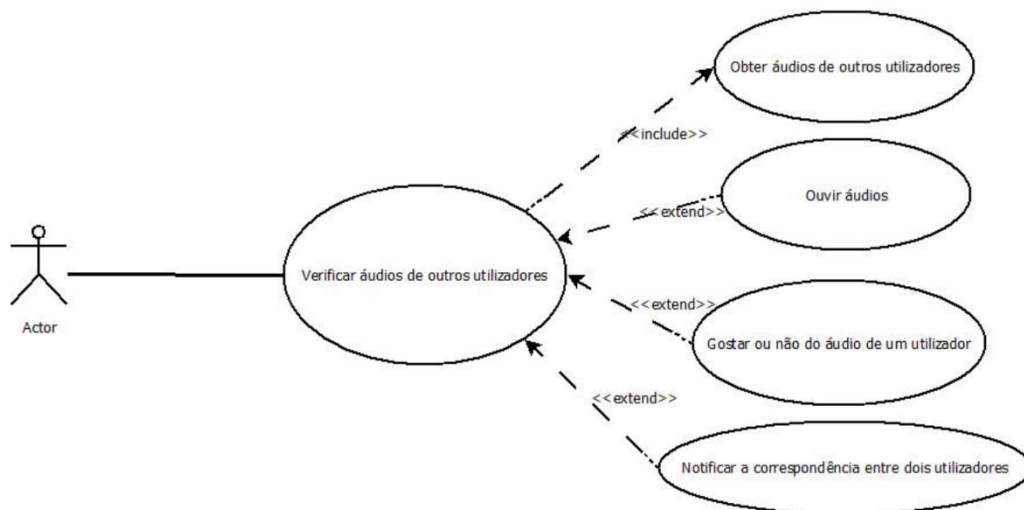 Obter áudios de outros utilizadores
<<include>>
Ouvir áudios
<<extend>>
Verificar áudios de outros utilizadores
<<extend>>
Actor
Gostar ou não do áudio de um utilizador
<<extend>>
Notificar a correspondência entre dois utilizadores